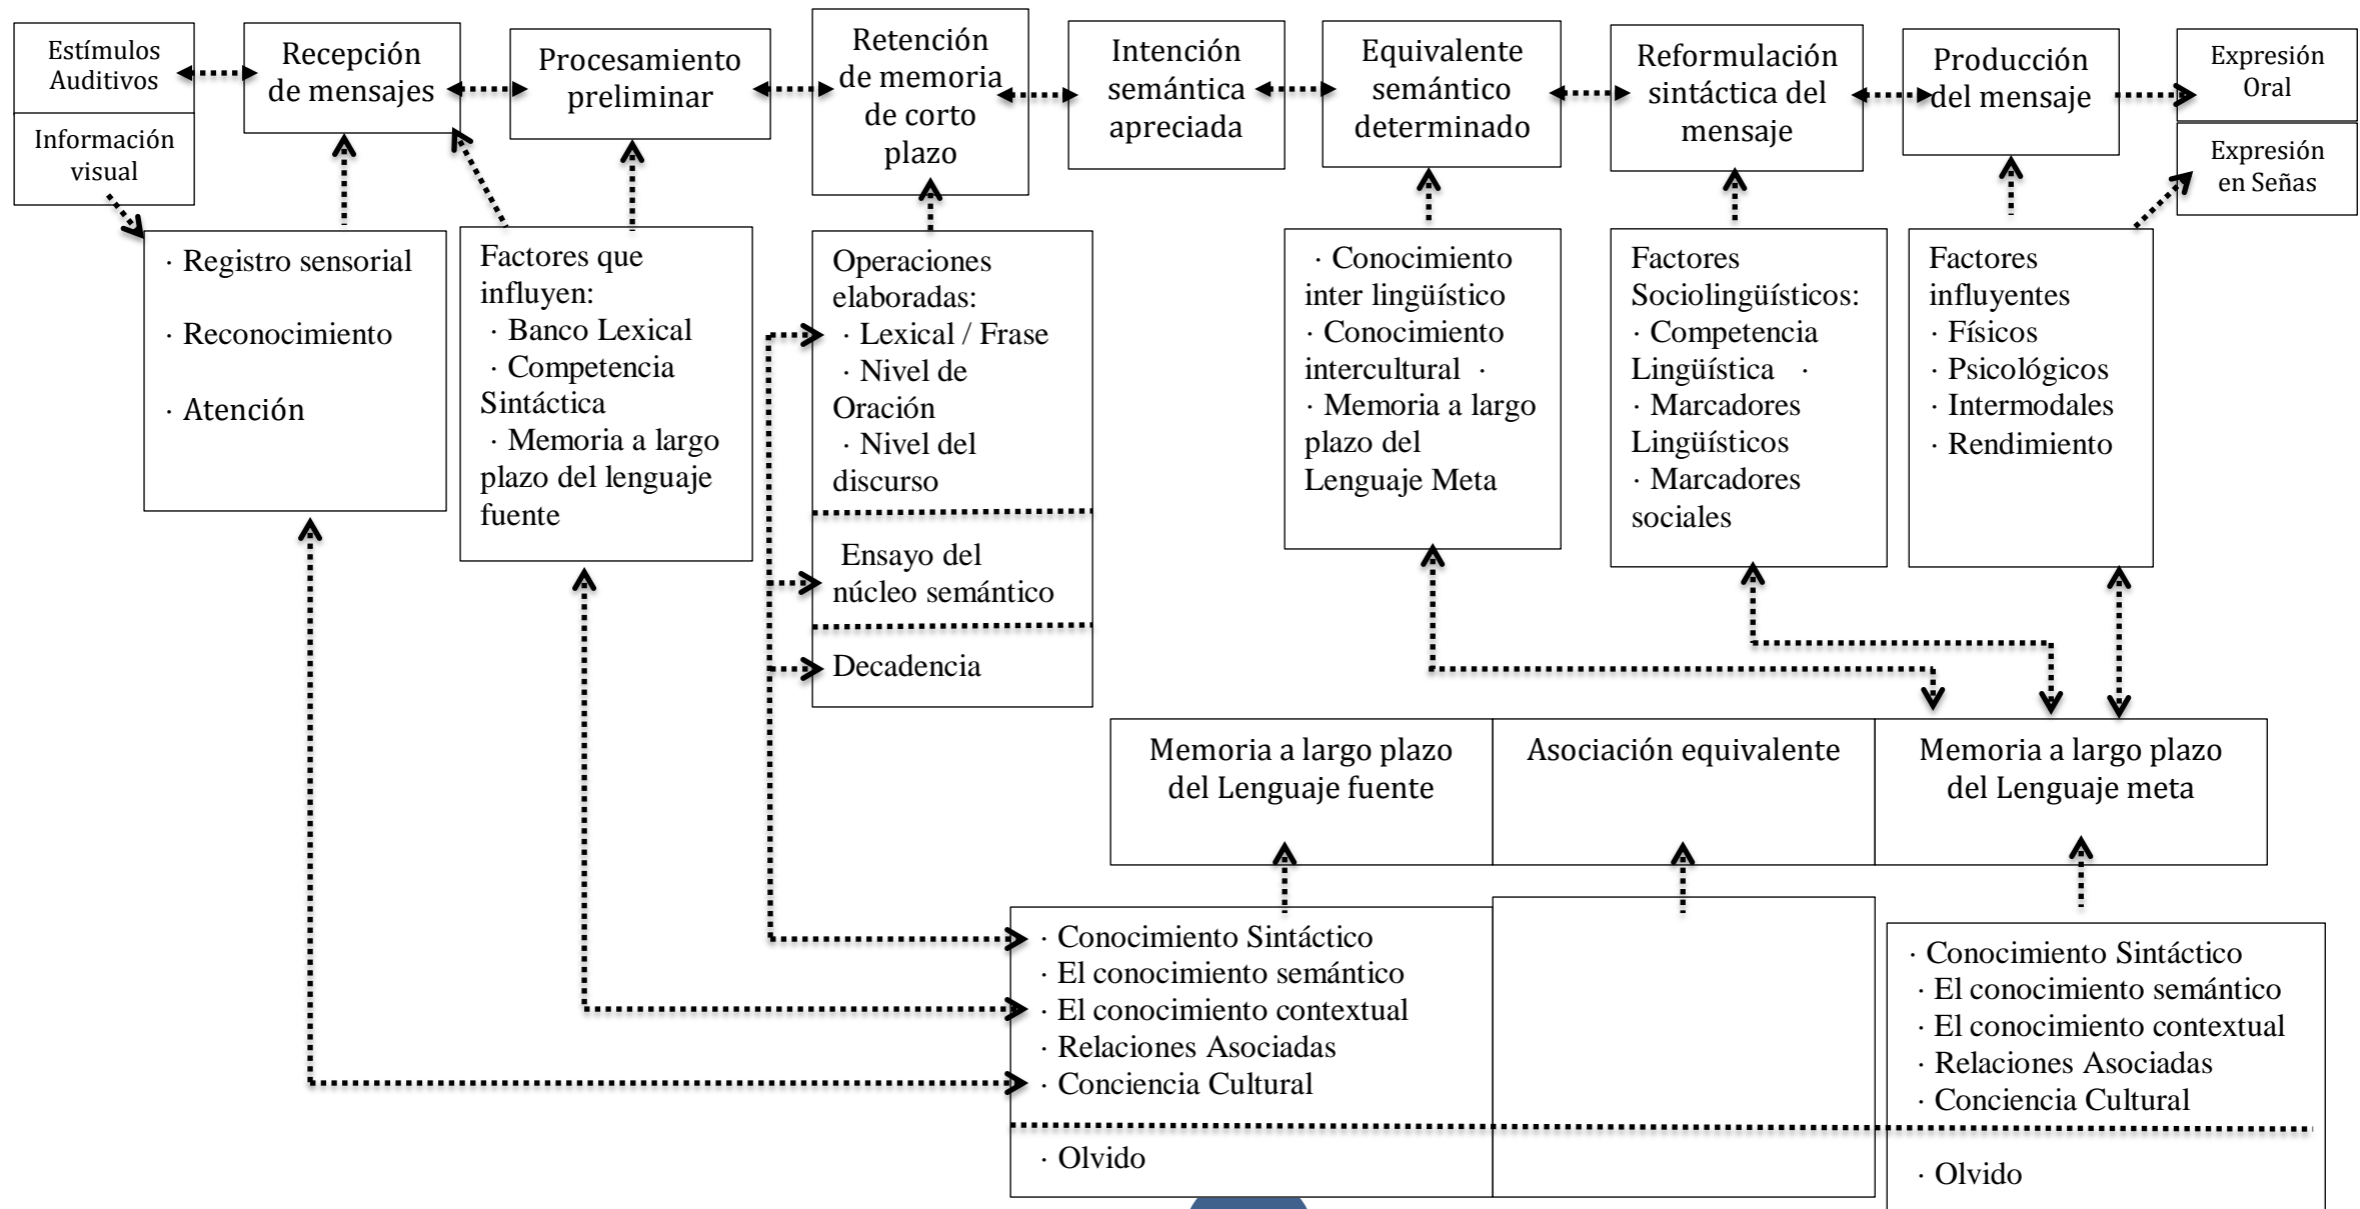 Estímulos
Auditivos
Información
visual
Recepción
de mensajes
Procesamiento
preliminar
Retención
de memoria
de corto
plazo
Intención
semántica
apreciada
Equivalente
semántico
determinado
Reformulación
sintáctica del
mensaje
Producción
del mensaje
Expresión
Oral
Expresión
en Señas
· Registro sensorial
· Reconocimiento
· Atención
Factores que
influyen:
· Banco Lexical
· Competencia
Sintáctica
· Memoria a largo
plazo del lenguaje
fuente
Operaciones
elaboradas:
· Lexical / Frase
· Nivel de
Oración
· Nivel del
discurso
Ensayo del
núcleo semántico
Decadencia
· Conocimiento
inter lingüístico
· Conocimiento
intercultural ·
· Memoria a largo
plazo del
Lenguaje Meta
Factores
Sociolingüísticos:
· Competencia
Lingüística ·
· Marcadores
Lingüísticos
· Marcadores
sociales
Factores
influyentes
· Físicos
· Psicológicos
· Intermodales
· Rendimiento
Memoria a largo plazo
del Lenguaje fuente
Asociación equivalente
Memoria a largo plazo
del Lenguaje meta
· Conocimiento Sintáctico
· El conocimiento semántico
· El conocimiento contextual
· Relaciones Asociadas
· Conciencia Cultural
· Olvido
· Conocimiento Sintáctico
· El conocimiento semántico
· El conocimiento contextual
· Relaciones Asociadas
· Conciencia Cultural
· Olvido